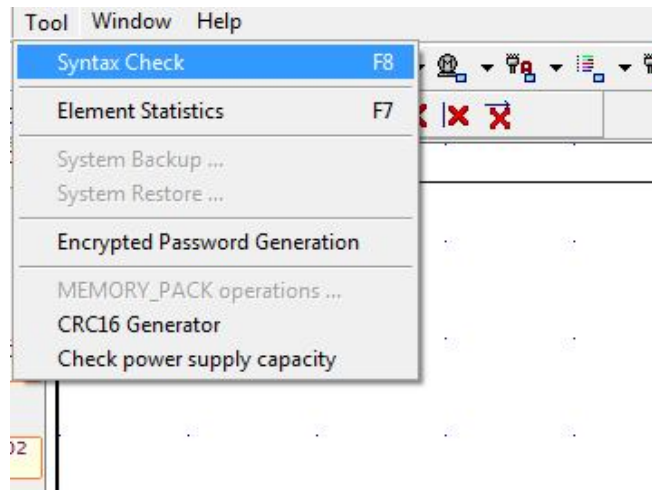 Tool Window Help
Syntax Check F8
Element Statistics F7
System Backup ...
System Restore ...
Encrypted Password Generation
MEMORY_PACK operations ...
CRC16 Generator
Check power supply capacity